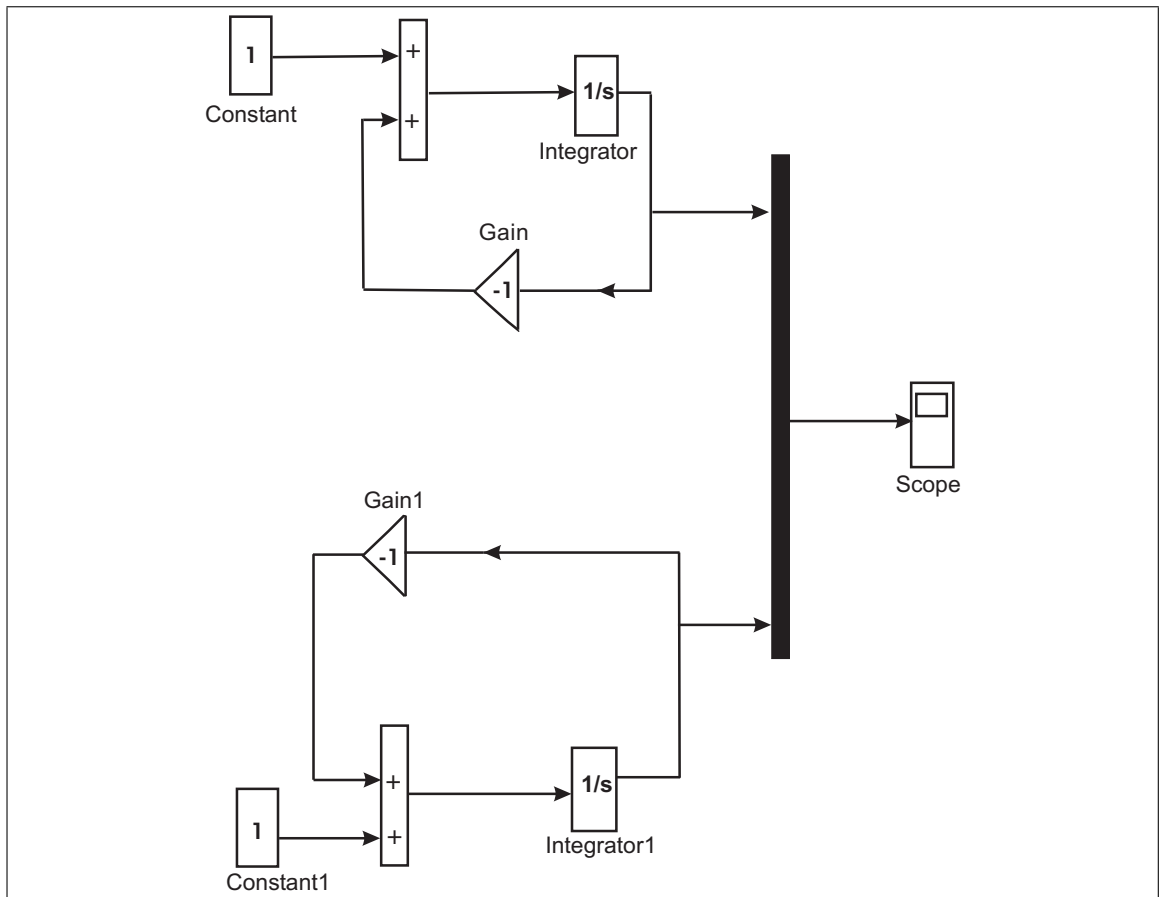 1
+
Constant
+
1/s
Integrator
Gain
-1
Scope
Gain1
-1
+
1/s
1
+
Integrator1
Constant1